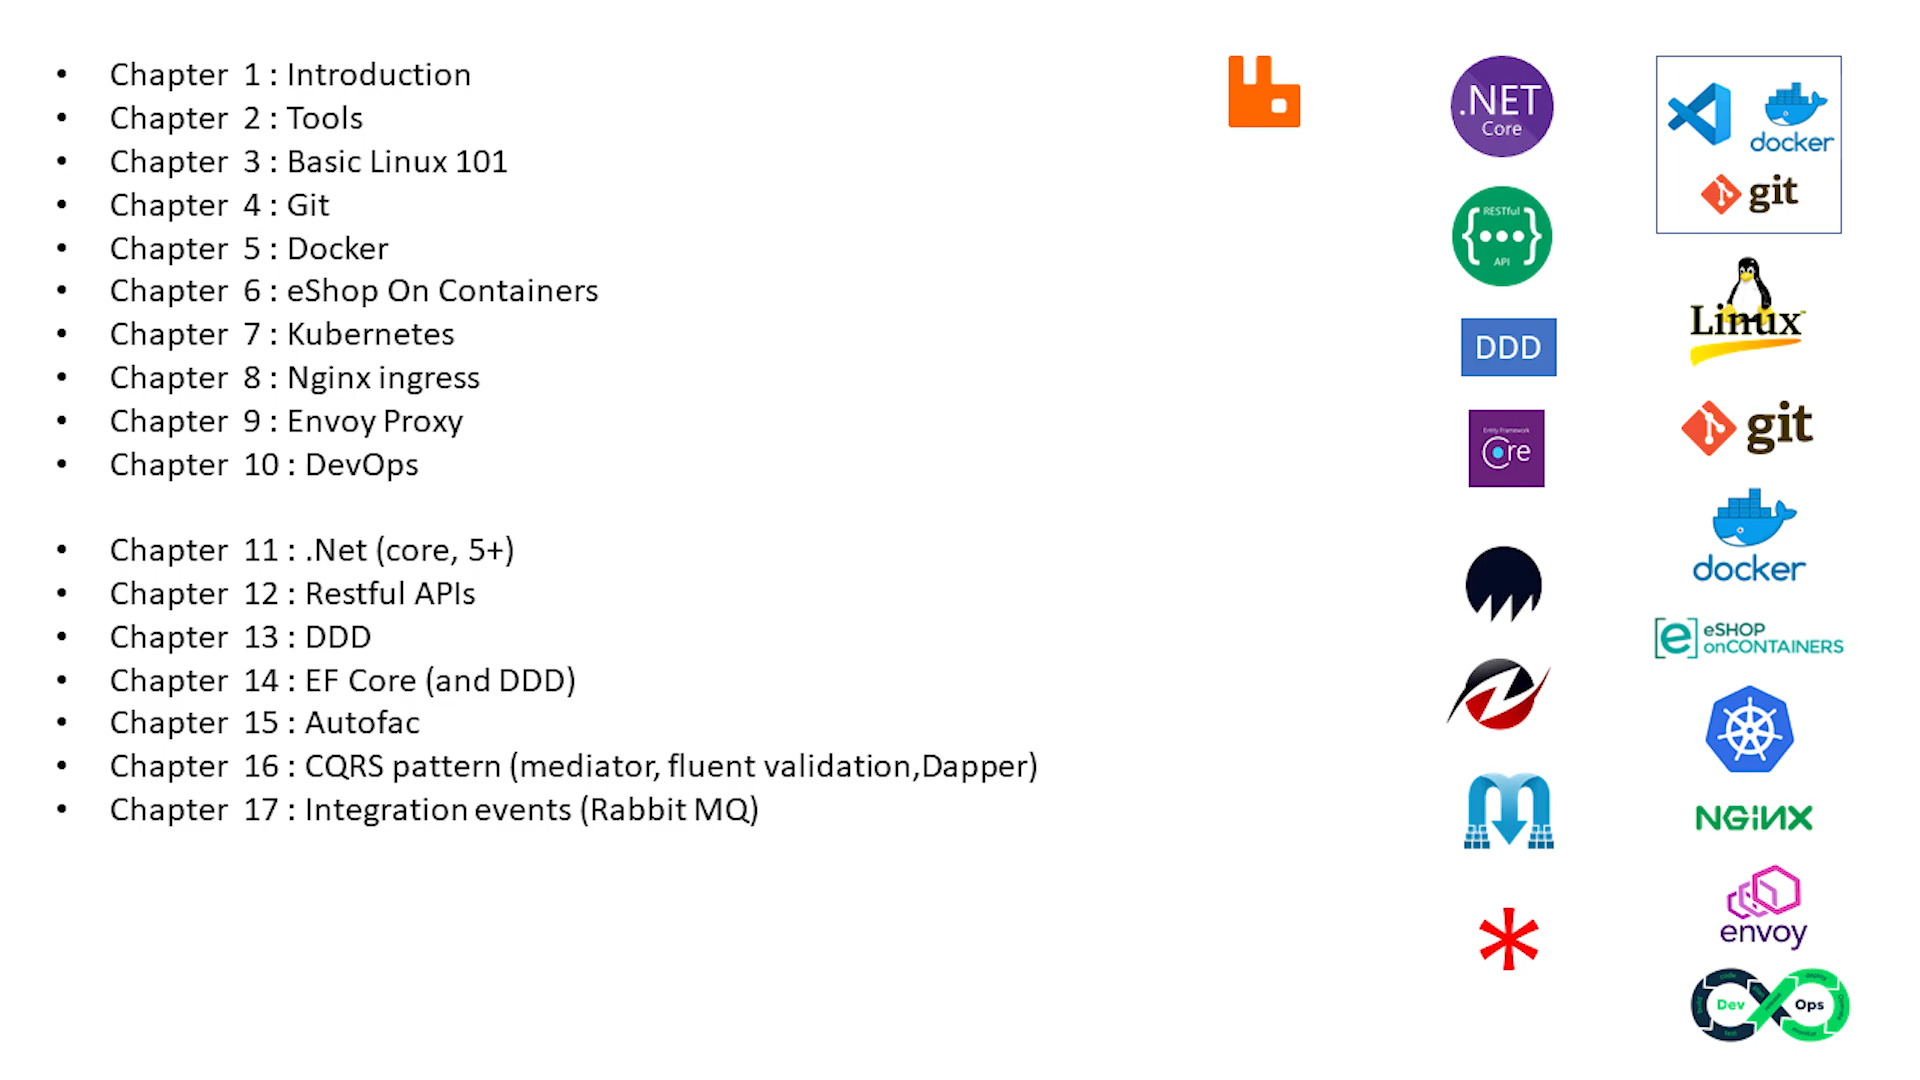 • Chapter 1 : Introduction
• Chapter 2 : Tools
• Chapter 3 : Basic Linux 101
• Chapter 4 : Git
• Chapter 5 : Docker
• Chapter 6 : eShop On Containers
• Chapter 7 : Kubernetes
• Chapter 8 : Nginx ingress
• Chapter 9 : Envoy Proxy
• Chapter 10 : DevOps
• Chapter 11 : .Net (core, 5+)
• Chapter 12 : Restful APIs
• Chapter 13 : DDD
• Chapter 14 : EF Core (and DDD)
• Chapter 15 : Autofac
• Chapter 16 : CQRS pattern (mediator, fluent validation,Dapper)
• Chapter 17 : Integration events (Rabbit MQ)
.NET
Core
RESTful
{•••}
API
DDD
Entity Framework
Core
docker
git
Linux
git
docker
[e] eSHOP
onCONTAINERS
NGINX
envoy
Dev Ops